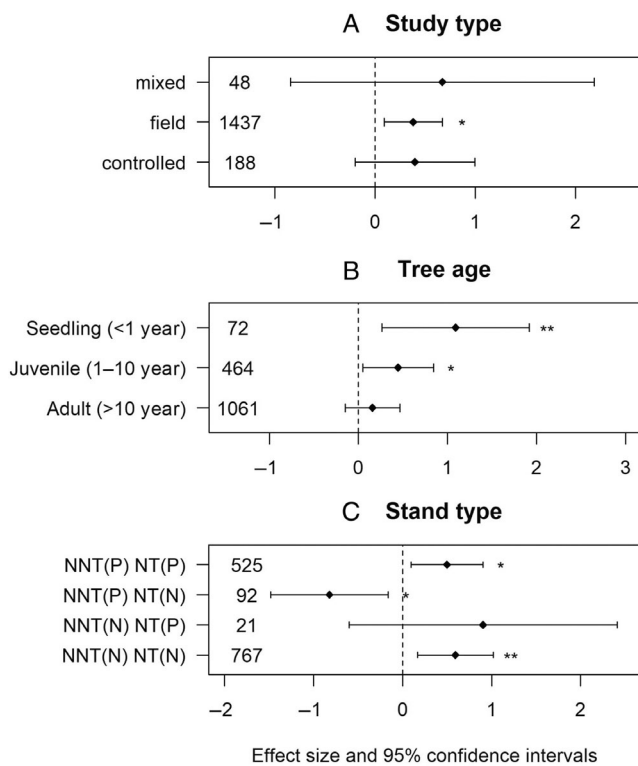 A Study type
mixed 48
field 1437 *
controlled 188
−1 0 1 2
B Tree age
Seedling (<1 year) 72 **
Juvenile (1–10 year) 464 *
Adult (>10 year) 1061
−1 0 1 2 3
C Stand type
NNT(P) NT(P) 525 *
NNT(P) NT(N) 92 *
NNT(N) NT(P) 21
NNT(N) NT(N) 767 **
−2 −1 0 1 2
Effect size and 95% confidence intervals